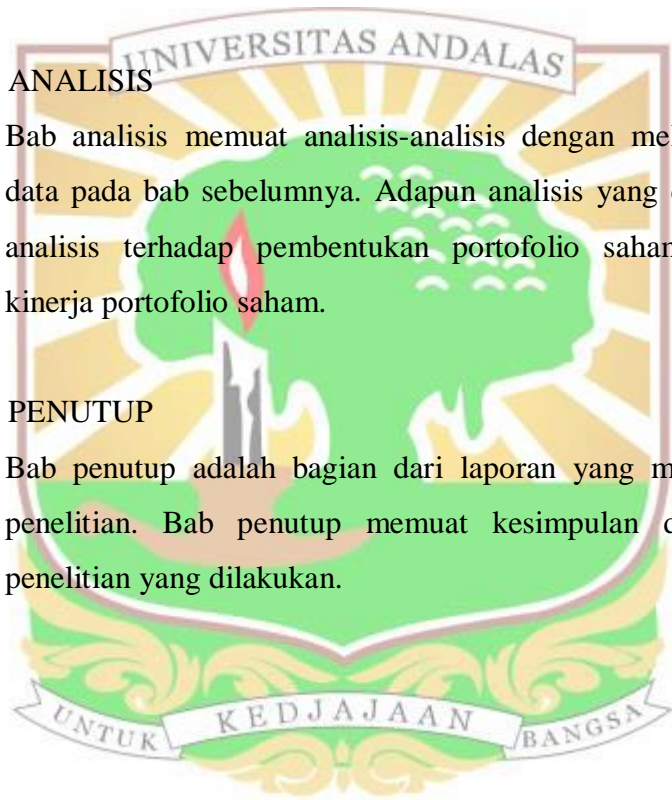 UNIVERSITAS ANDALAS
ANALISIS
Bab analisis memuat analisis-analisis dengan
data pada bab sebelumnya. Adapun analisis yang
analisis terhadap pembentukan portofolio saham
kinerja portofolio saham.
PENUTUP
Bab penutup adalah bagian dari laporan yang
penelitian. Bab penutup memuat kesimpulan
penelitian yang dilakukan.
UNTUK KEDJAJAAN BANGSA